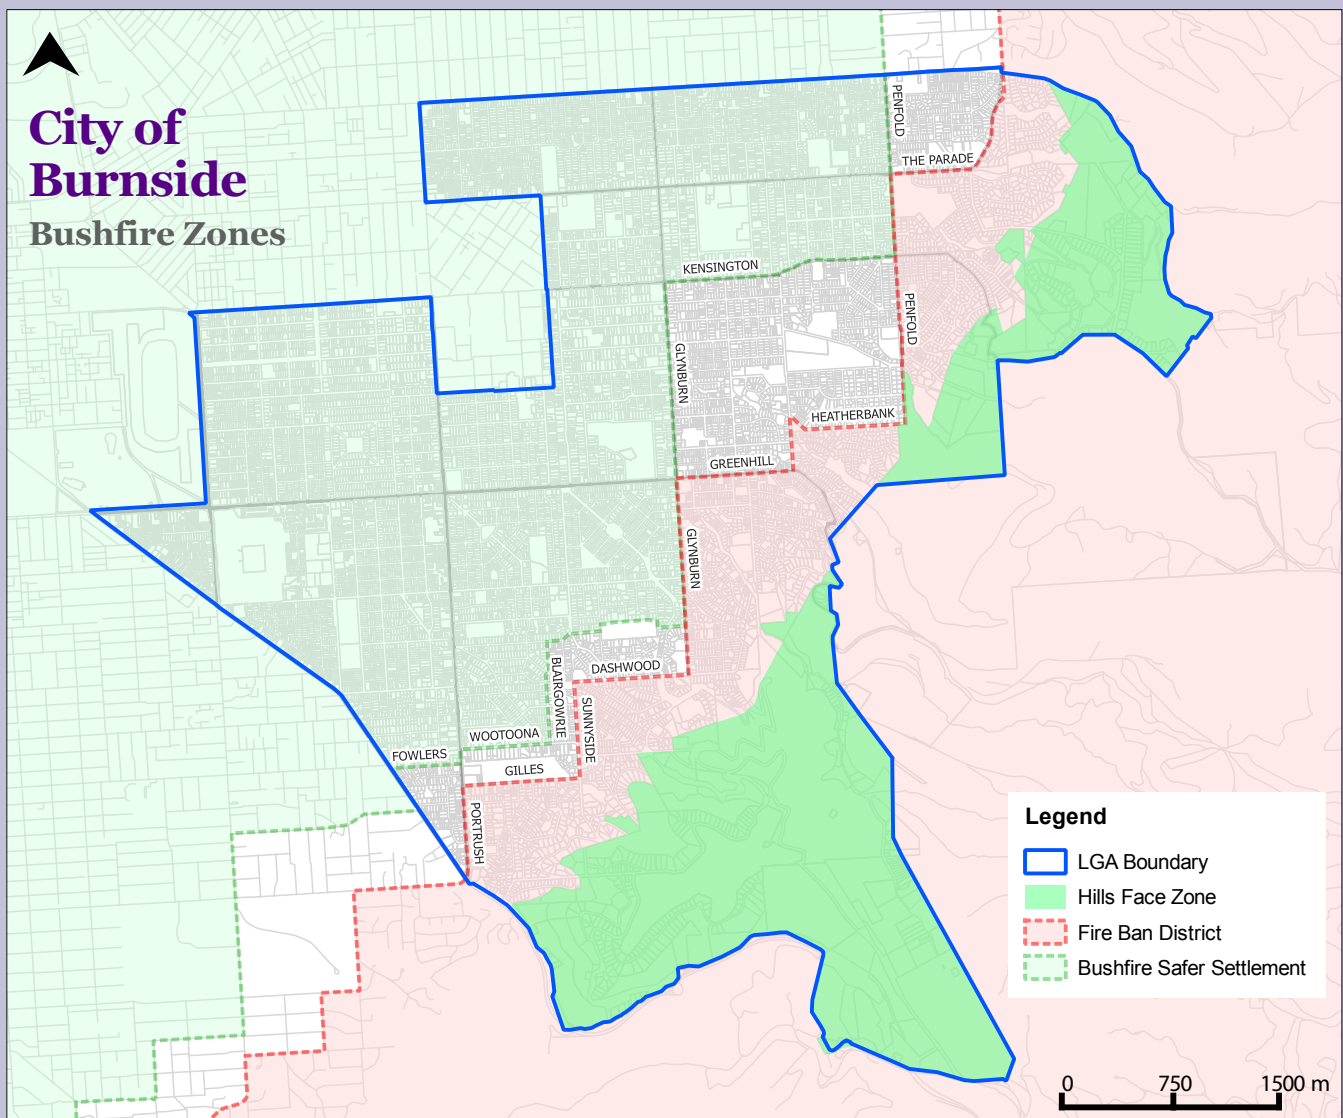 City of
Burnside
Bushfire Zones
PENFOLD
THE PARADE
KENSINGTON
PENFOLD
GLYNBURN
HEATHERBANK
GREENHILL
GLYNBURN
DASHWOOD
BLAIRGOWRIE
SUNNYSIDE
WOOTOONA
FOWLERS
GILLES
PORTRUSH
Legend
LGA Boundary
Hills Face Zone
Fire Ban District
Bushfire Safer Settlement
0 750 1500 m